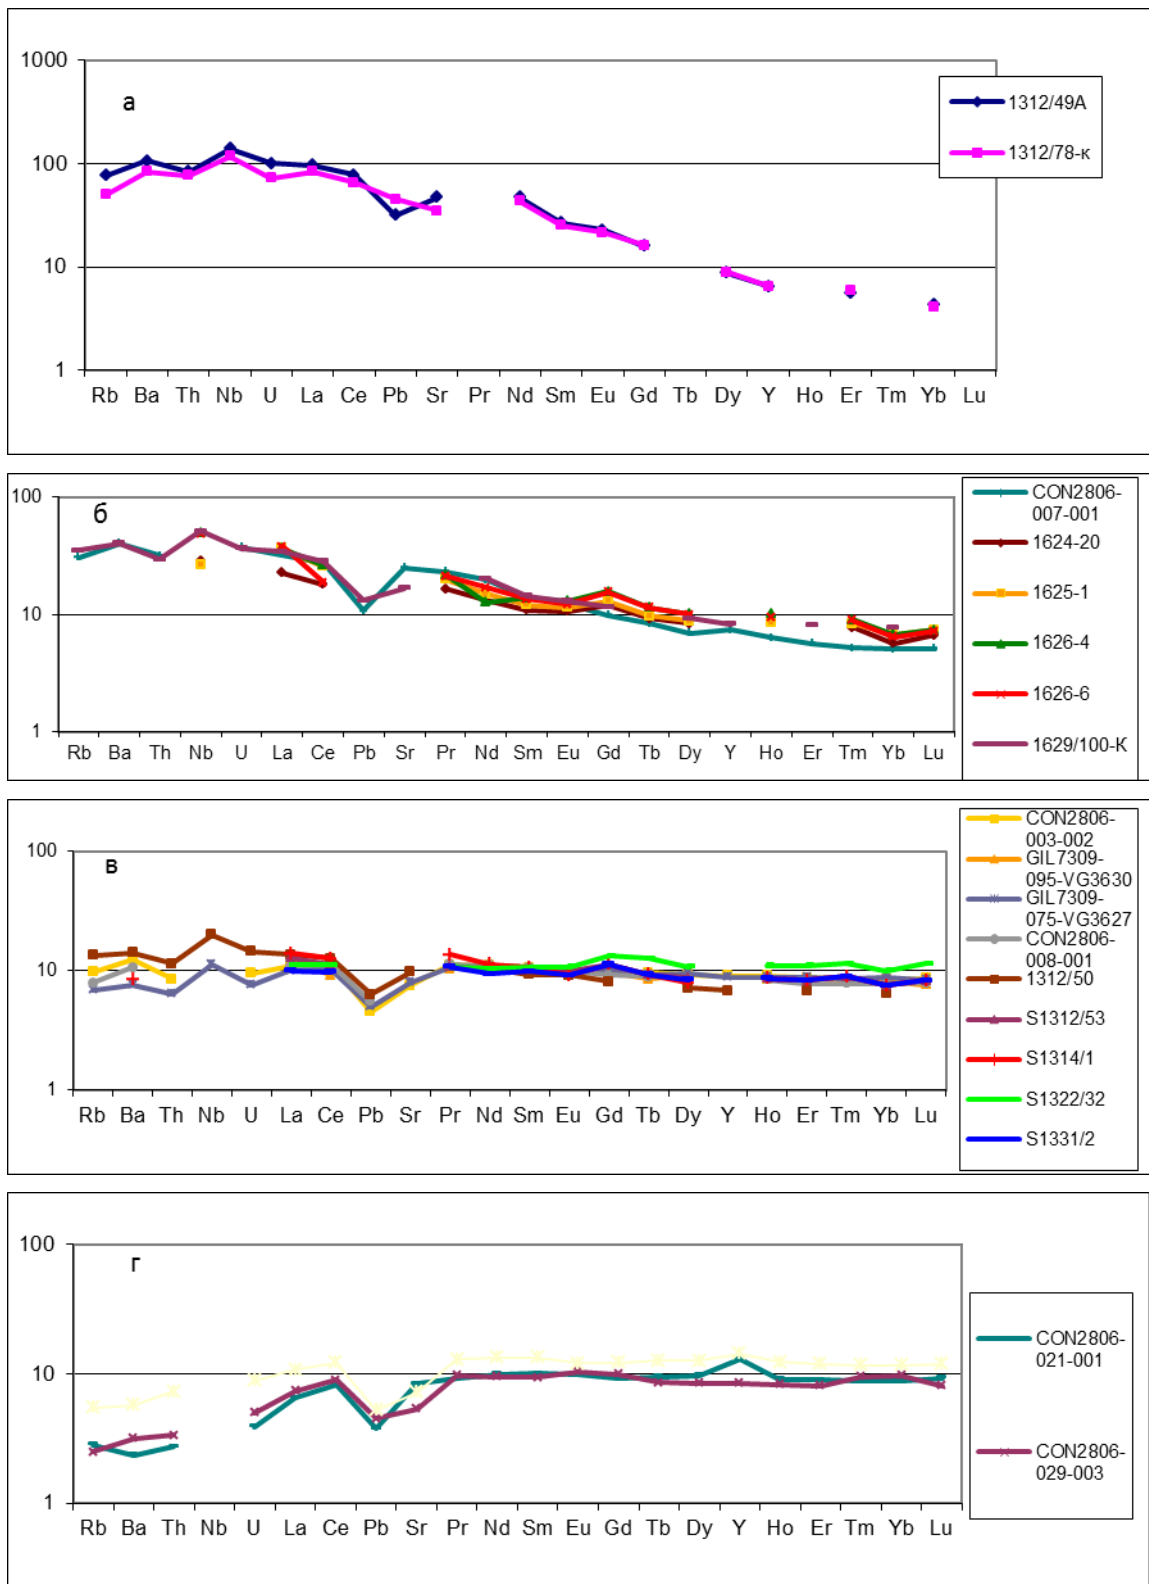 1000
а
100
10
1
Rb Ba Th Nb U La Ce Pb Sr Pr Nd Sm Eu Gd Tb Dy Y Ho Er Tm Yb Lu
1312/49А
1312/78-к
100
б
10
1
Rb Ba Th Nb U La Ce Pb Sr Pr Nd Sm Eu Gd Tb Dy Y Ho Er Tm Yb Lu
CON2806-
007-001
1624-20
1625-1
1626-4
1626-6
1629/100-К
100
в
10
1
Rb Ba Th Nb U La Ce Pb Sr Pr Nd Sm Eu Gd Tb Dy Y Ho Er Tm Yb Lu
CON2806-
003-002
GIL7309-
095-VG3630
GIL7309-
075-VG3627
CON2806-
008-001
1312/50
S1312/53
S1314/1
S1322/32
S1331/2
100
г
10
1
Rb Ba Th Nb U La Ce Pb Sr Pr Nd Sm Eu Gd Tb Dy Y Ho Er Tm Yb Lu
CON2806-
021-001
CON2806-
029-003